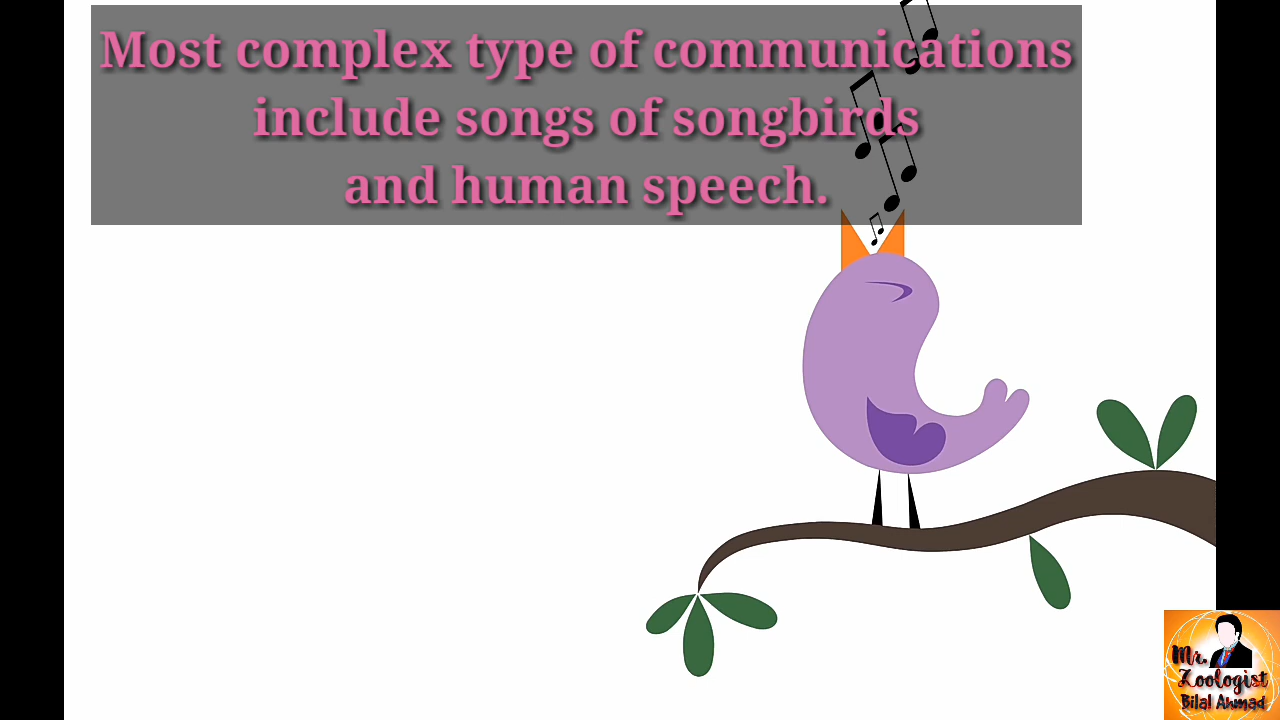 Most complex type of communications
include songs of songbirds
and human speech.
Mr.
Zoologist
Bilal Ahmad